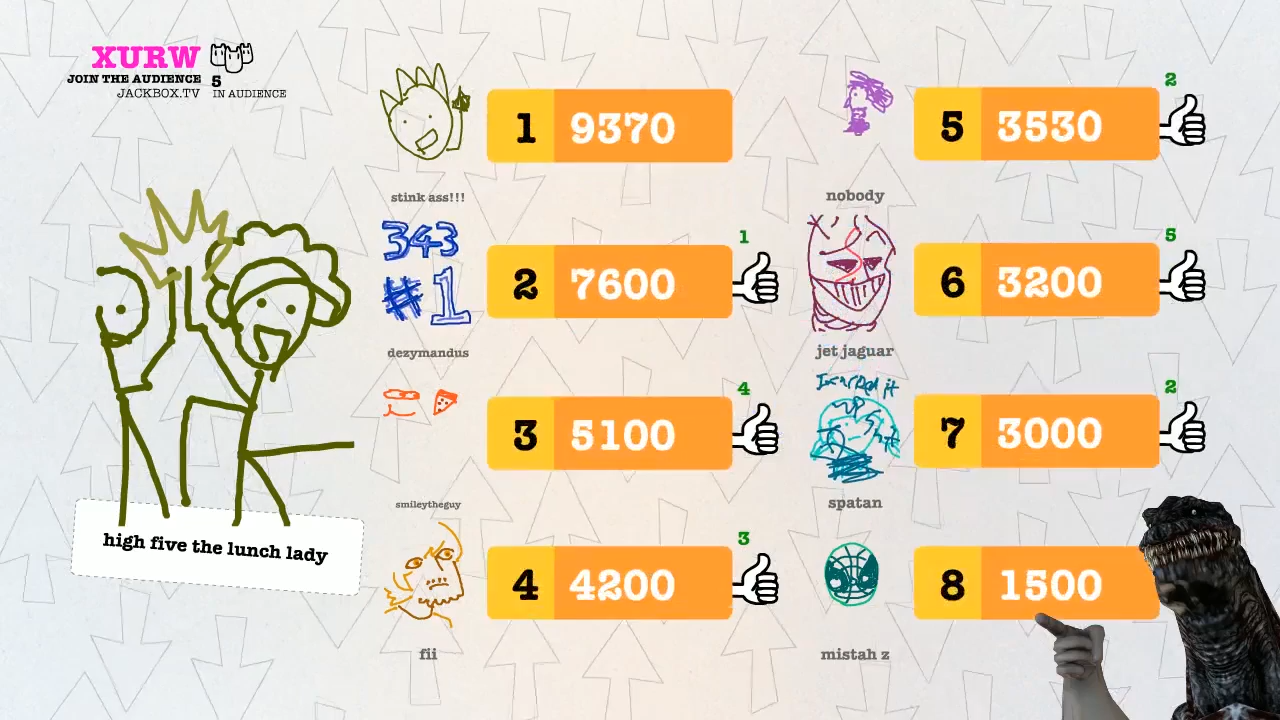 XURW
JOIN THE AUDIENCE 5
JACKBOX.TV IN AUDIENCE
high five the lunch lady
1 9370
stink ass!!!
343
#1
2 7600
1
dezymandus
3 5100
4
smileytheguy
4 4200
3
fii
5 3530
2
nobody
6 3200
5
jet jaguar
I
it
up
7 3000
2
spatan
8 1500
mistah z